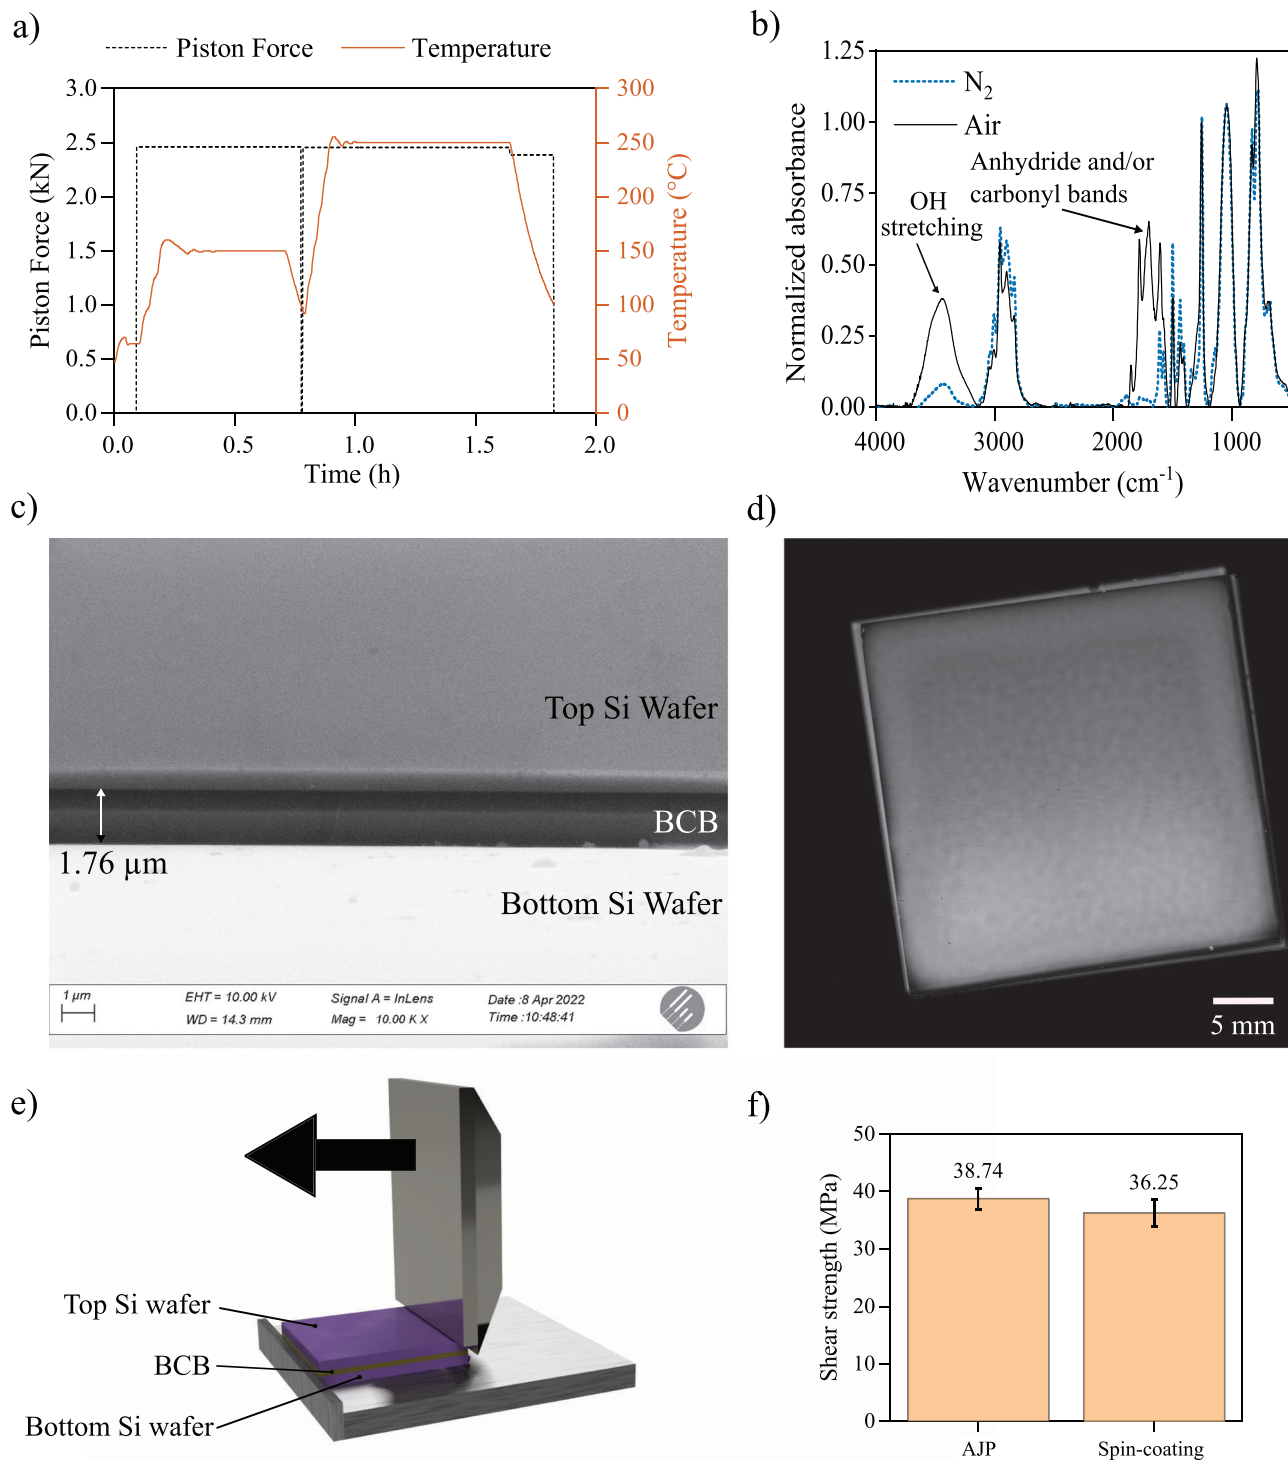 a)
Piston Force
Temperature
3.0
2.5
2.0
1.5
1.0
0.5
0.0
Piston Force (kN)
300
250
200
150
100
50
0
Temperature (°C)
0.0
0.5
1.0
1.5
2.0
Time (h)
b)
N2
Air
Anhydride and/or
carbonyl bands
OH
stretching
1.25
1.00
0.75
0.50
0.25
0.00
Normalized absorbance
4000
3000
2000
1000
Wavenumber (cm-1)
c)
Top Si Wafer
BCB
1.76 µm
Bottom Si Wafer
1 µm
EHT = 10.00 kV
WD = 14.3 mm
Signal A = InLens
Mag = 10.00 K X
Date :8 Apr 2022
Time :10:48:41
d)
5 mm
e)
Top Si wafer
BCB
Bottom Si wafer
f)
50
40
30
20
10
0
Shear strength (MPa)
38.74
36.25
AJP
Spin-coating